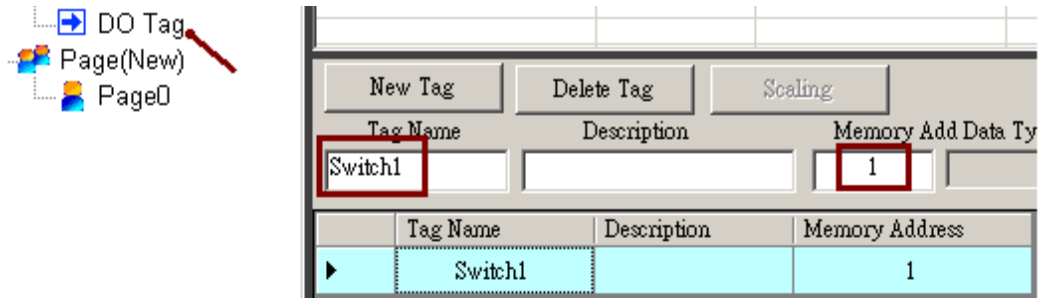 DO Tag
Page(New)
Page0
New Tag Delete Tag Scaling
Tag Name Description Memory Add Data Ty
Switch1 1
Tag Name Description Memory Address
Switch1 1